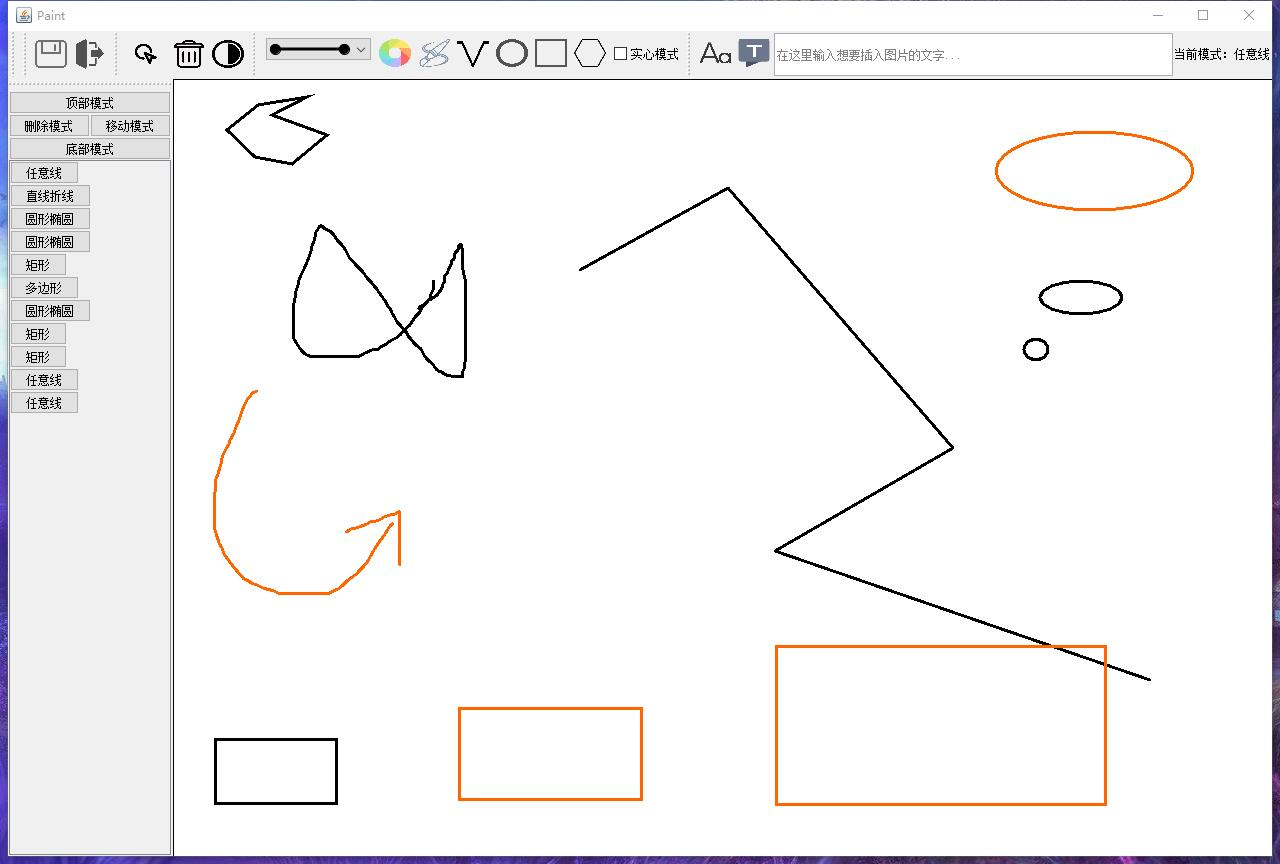 Paint
实心模式
Aa
T
在这里输入想要插入图片的文字...
当前模式：任意线
顶部模式
删除模式 移动模式
底部模式
任意线
直线折线
圆形椭圆
圆形椭圆
矩形
多边形
圆形椭圆
矩形
矩形
任意线
任意线